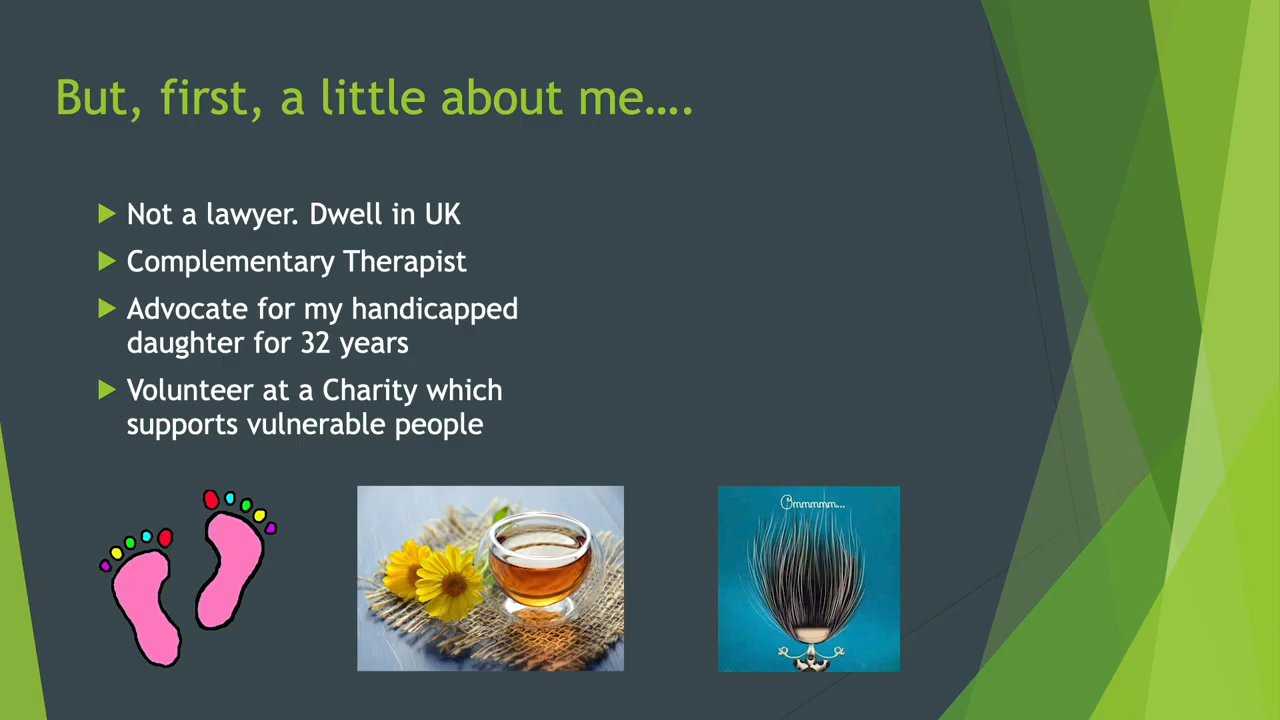 But, first, a little about me....
Not a lawyer. Dwell in UK
Complementary Therapist
Advocate for my handicapped
daughter for 32 years
Volunteer at a Charity which
supports vulnerable people
Ommmmm...